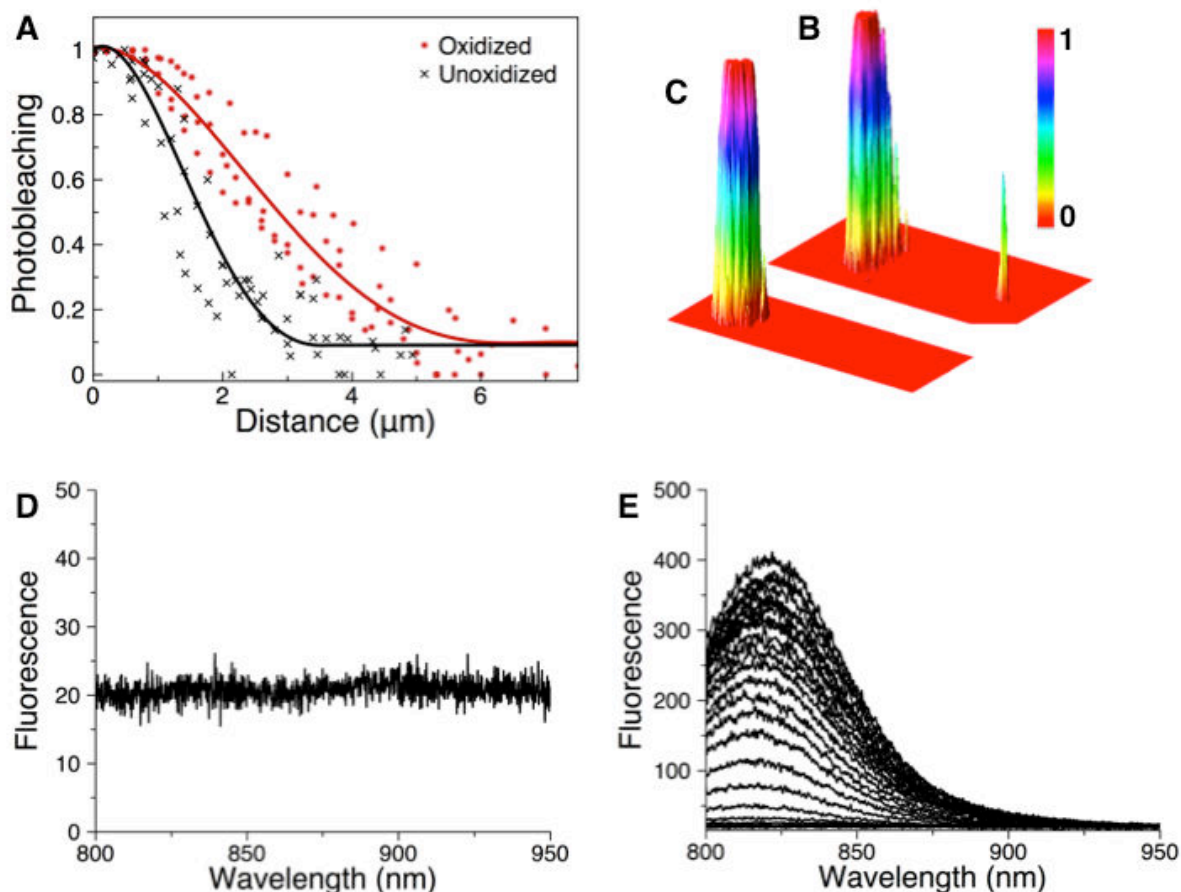 A
1
0.8
0.6
0.4
0.2
0
Photobleaching
0 2 4 6
Distance (µm)
Oxidized
Unoxidized
B
C
1
0
D
50
40
30
20
10
0
Fluorescence
800 850 900 950
Wavelength (nm)
E
500
400
300
200
100
Fluorescence
800 850 900 950
Wavelength (nm)